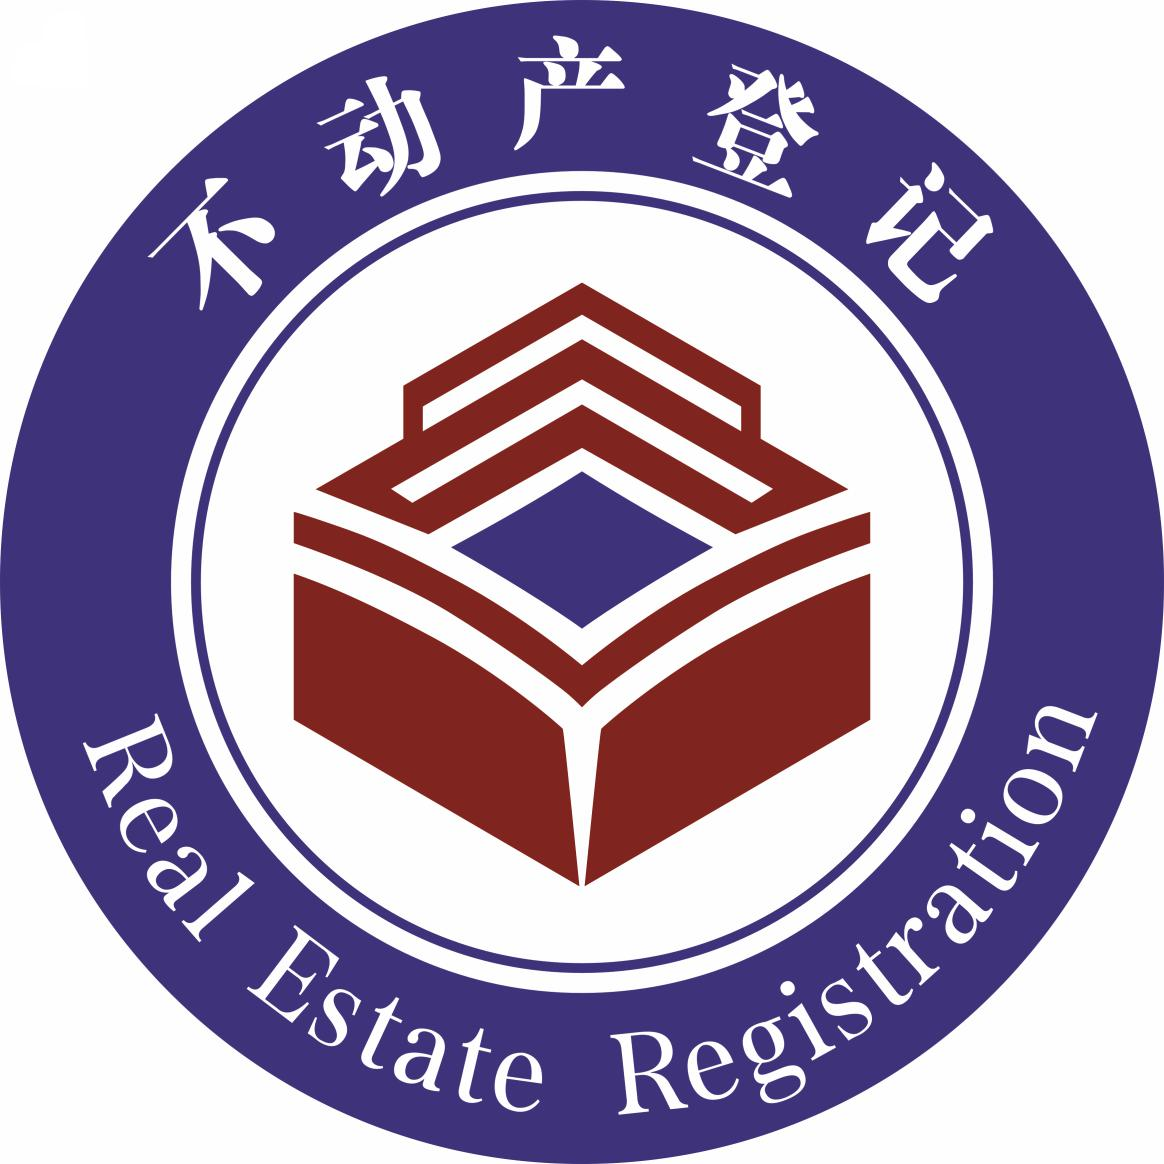 不动产登记
Real Estate Registration